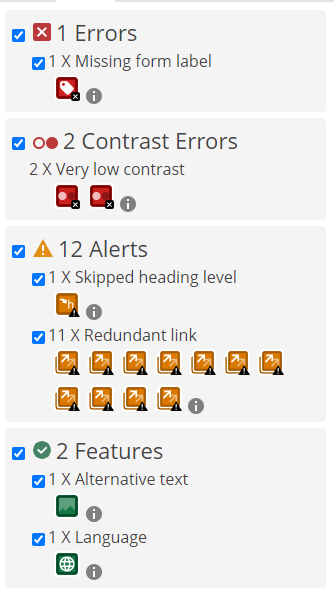 1 Errors
1 X Missing form label
2 Contrast Errors
2 X Very low contrast
12 Alerts
1 X Skipped heading level
11 X Redundant link
2 Features
1 X Alternative text
1 X Language